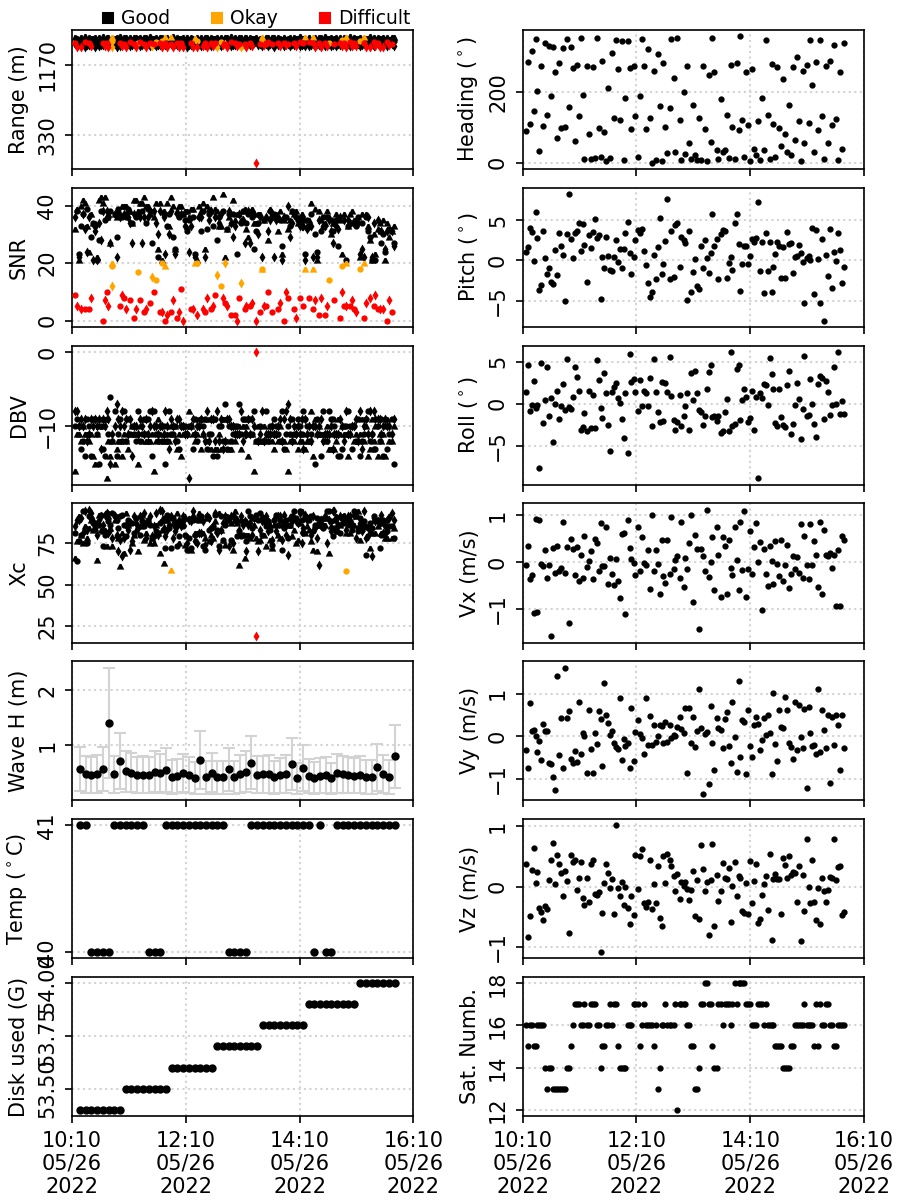 Good Okay Difficult
Range (m)
1170
330
Heading (°)
200
0
SNR
40
20
0
Pitch (°)
5
0
−5
DBV
0
−10
Roll (°)
5
0
−5
Xc
75
50
25
Vx (m/s)
1
0
−1
Wave H (m)
2
1
Vy (m/s)
1
0
−1
Temp (°C)
41
40
Vz (m/s)
1
0
−1
Disk used (G)
54.00
53.75
53.50
Sat. Numb.
18
16
14
12
10:10 12:10 14:10 16:10
05/26 05/26 05/26 05/26
2022 2022 2022 2022
10:10 12:10 14:10 16:10
05/26 05/26 05/26 05/26
2022 2022 2022 2022